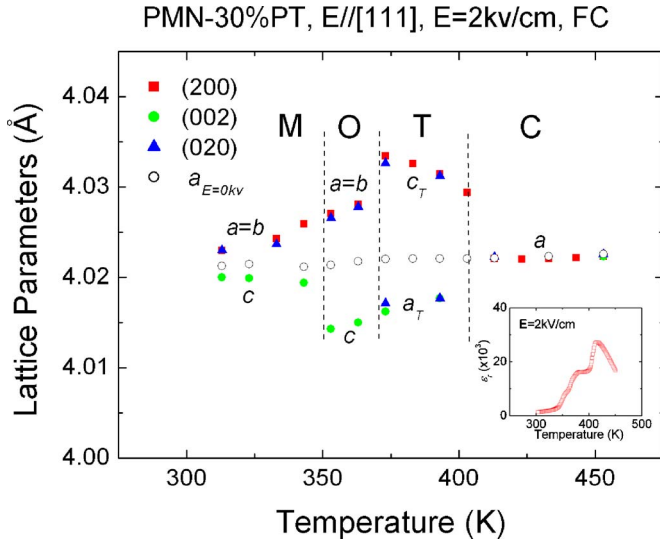 PMN-30%PT, E//[111], E=2kv/cm, FC
Lattice Parameters (Å)
4.04
4.03
4.02
4.01
4.00
(200)
(002)
(020)
a_{E=0kv}
M O T C
a=b
a=b
c_T
a
c
c
a_T
E=2kV/cm
ε_r (x10³)
40
20
0
300 400 500
Temperature (K)
300 350 400 450
Temperature (K)